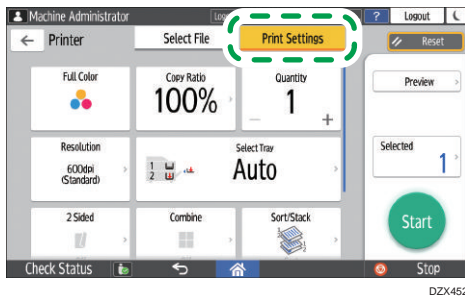 Machine Administrator
Log
?
Logout
Printer
Select File
Print Settings
Reset
Full Color
Copy Ratio
100%
Quantity
1
− +
Preview
Resolution
600dpi
(Standard)
1
2
Select Tray
Auto
Selected
1
2 Sided
Combine
Sort/Stack
Start
Check Status
Stop
DZX452